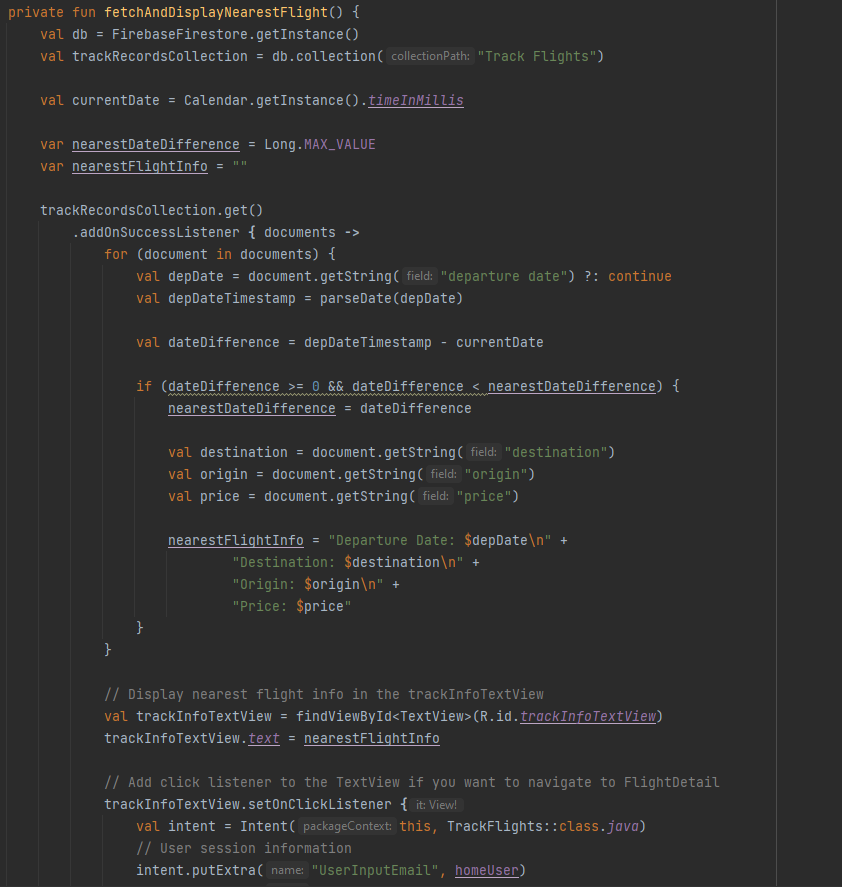 private fun fetchAndDisplayNearestFlight() {
    val db = FirebaseFirestore.getInstance()
    val trackRecordsCollection = db.collection( collectionPath: "Track Flights")

    val currentDate = Calendar.getInstance().timeInMillis

    var nearestDateDifference = Long.MAX_VALUE
    var nearestFlightInfo = ""

    trackRecordsCollection.get()
        .addOnSuccessListener { documents ->
            for (document in documents) {
                val depDate = document.getString( field: "departure date") ?: continue
                val depDateTimestamp = parseDate(depDate)

                val dateDifference = depDateTimestamp - currentDate

                if (dateDifference >= 0 && dateDifference < nearestDateDifference) {
                    nearestDateDifference = dateDifference

                    val destination = document.getString( field: "destination")
                    val origin = document.getString( field: "origin")
                    val price = document.getString( field: "price")

                    nearestFlightInfo = "Departure Date: $depDate\n" +
                            "Destination: $destination\n" +
                            "Origin: $origin\n" +
                            "Price: $price"
                }
            }

            // Display nearest flight info in the trackInfoTextView
            val trackInfoTextView = findViewById<TextView>(R.id.trackInfoTextView)
            trackInfoTextView.text = nearestFlightInfo

            // Add click listener to the TextView if you want to navigate to FlightDetail
            trackInfoTextView.setOnClickListener { it: View!
                val intent = Intent( packageContext: this, TrackFlights::class.java)
                // User session information
                intent.putExtra( name: "UserInputEmail", homeUser)